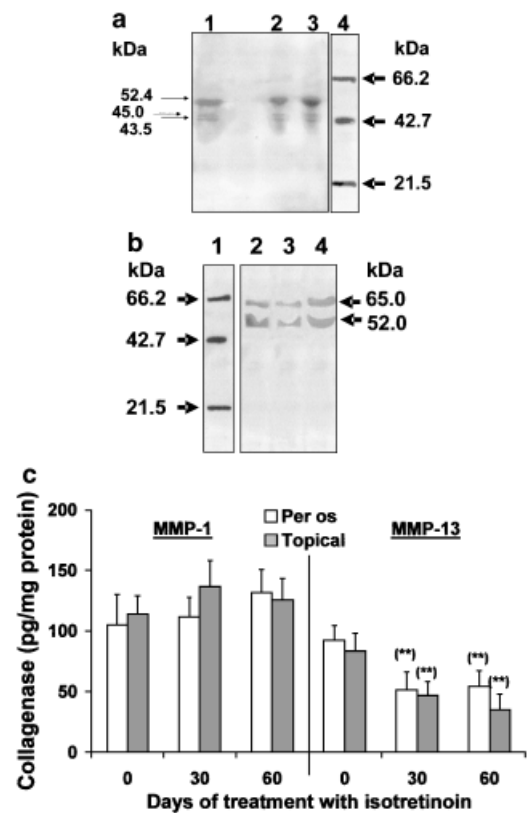 a
1 2 3 4
kDa kDa
52.4
45.0
43.5
66.2
42.7
21.5
b
1 2 3 4
kDa kDa
66.2
42.7
21.5
65.0
52.0
c
Collagenase (pg/mg protein)
200
150
100
50
0
MMP-1
Per os
Topical
MMP-13
(**)
(**)
(**)
(**)
0 30 60 0 30 60
Days of treatment with isotretinoin